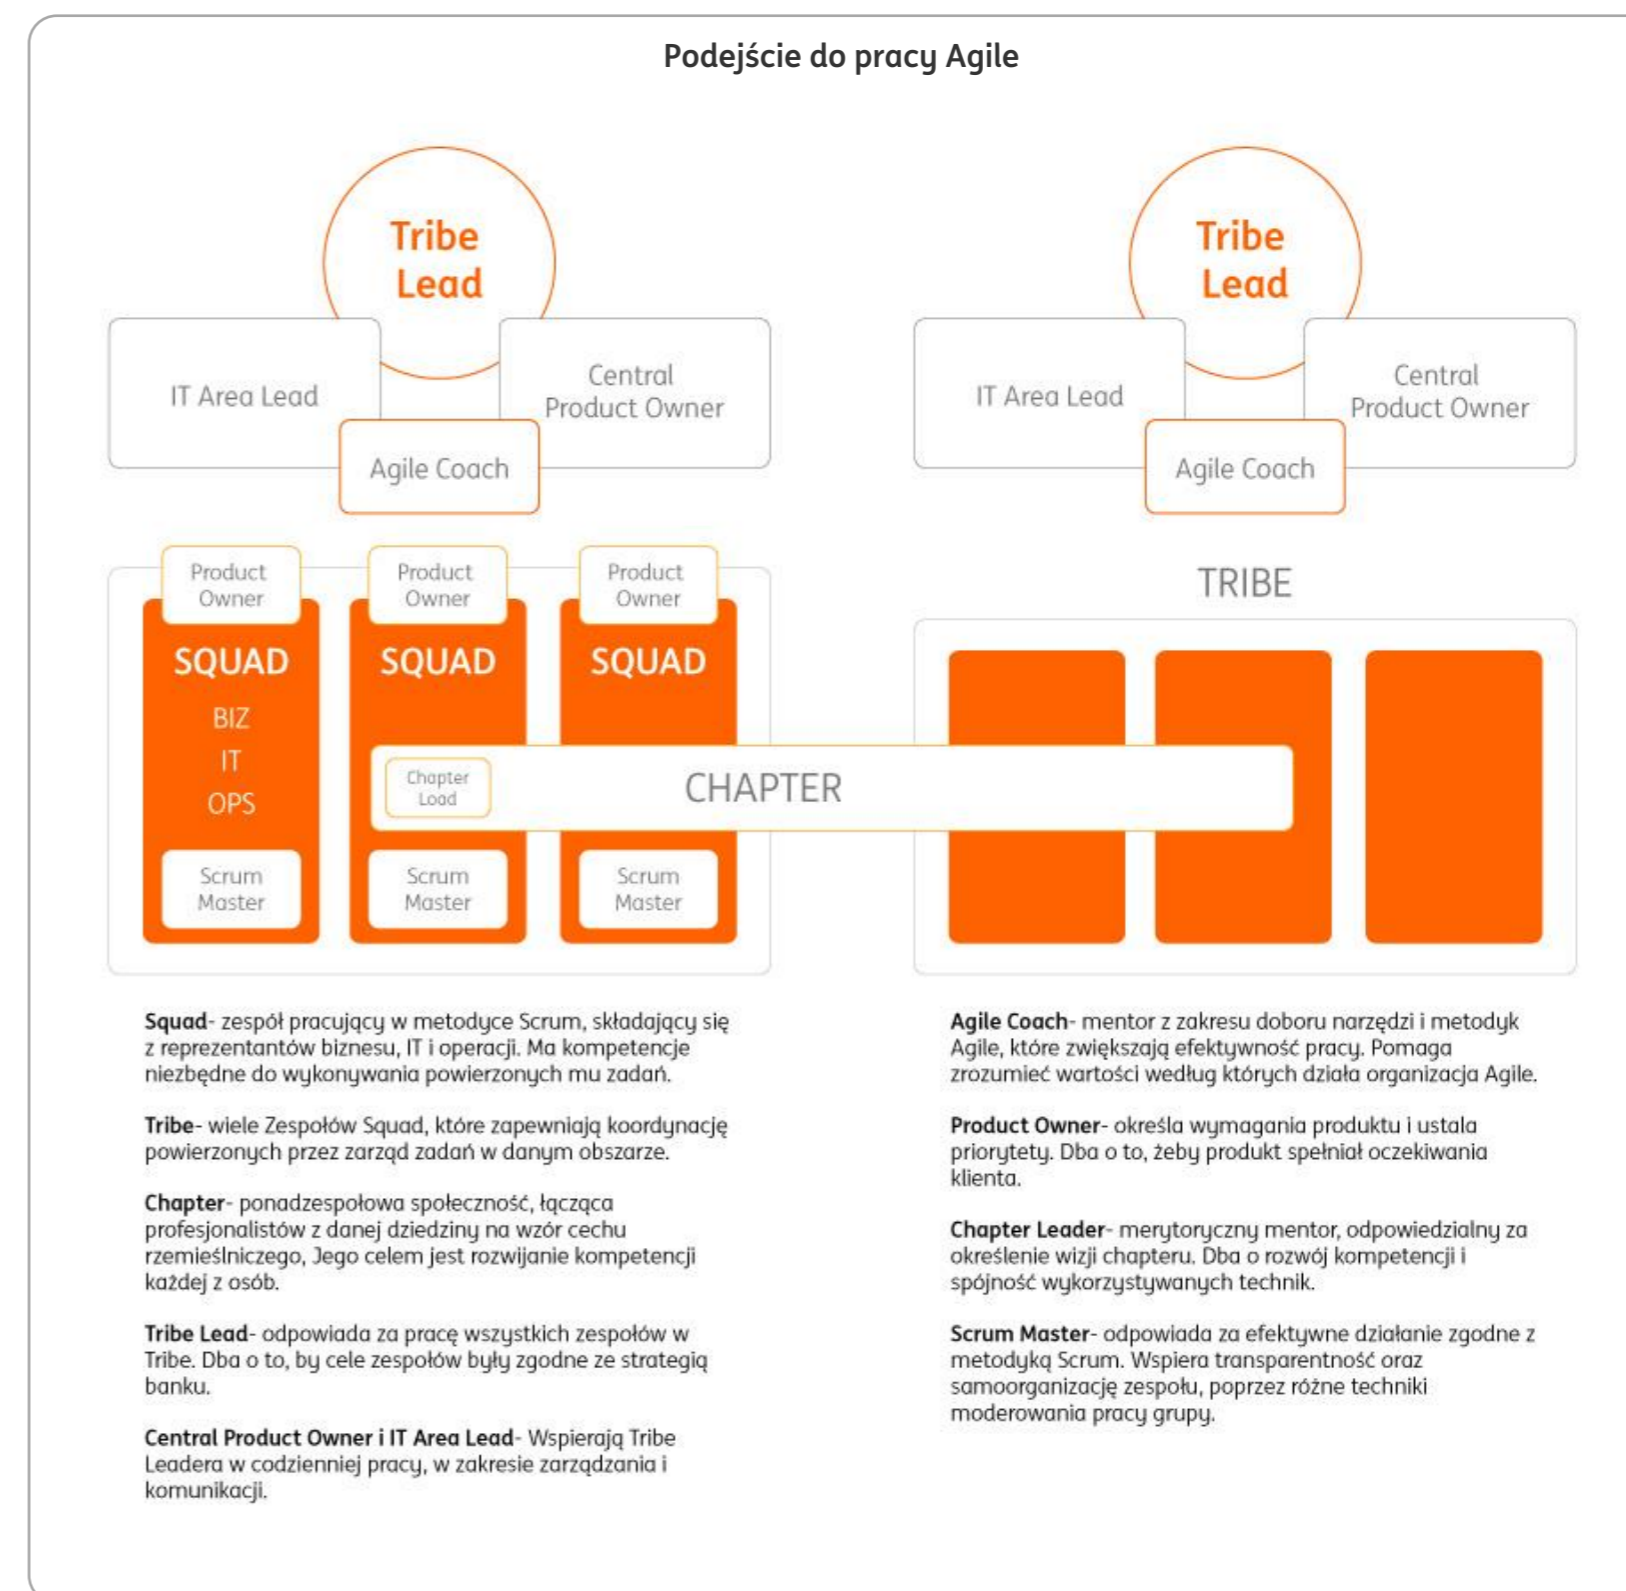 Podejście do pracy Agile
Tribe
Lead
IT Area Lead
Central
Product Owner
Agile Coach
Tribe
Lead
IT Area Lead
Central
Product Owner
Agile Coach
Product
Owner
Product
Owner
Product
Owner
SQUAD
BIZ
IT
OPS
SQUAD
SQUAD
TRIBE
Chapter
Load
CHAPTER
Scrum
Master
Scrum
Master
Scrum
Master
Squad- zespół pracujący w metodyce Scrum, składający się
z reprezentantów biznesu, IT i operacji. Ma kompetencje
niezbędne do wykonywania powierzonych mu zadań.
Tribe- wiele Zespołów Squad, które zapewniają koordynację
powierzonych przez zarząd zadań w danym obszarze.
Chapter- ponadzespołowa społeczność, łącząca
profesjonalistów z danej dziedziny na wzór cechu
rzemieślniczego, Jego celem jest rozwijanie kompetencji
każdej z osób.
Tribe Lead- odpowiada za pracę wszystkich zespołów w
Tribe. Dba o to, by cele zespołów były zgodne ze strategią
banku.
Central Product Owner i IT Area Lead- Wspierają Tribe
Leadera w codzienniej pracy, w zakresie zarządzania i
komunikacji.
Agile Coach- mentor z zakresu doboru narzędzi i metodyk
Agile, które zwiększają efektywność pracy. Pomaga
zrozumieć wartości według których działa organizacja Agile.
Product Owner- określa wymagania produktu i ustala
priorytety. Dba o to, żeby produkt spełniał oczekiwania
klienta.
Chapter Leader- merytoryczny mentor, odpowiedzialny za
określenie wizji chapteru. Dba o rozwój kompetencji i
spójność wykorzystywanych technik.
Scrum Master- odpowiada za efektywne działanie zgodne z
metodyką Scrum. Wspiera transparentność oraz
samoorganizację zespołu, poprzez różne techniki
moderowania pracy grupy.